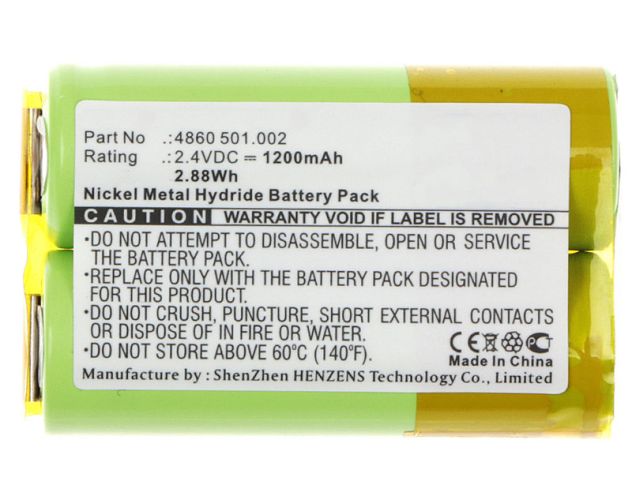 Part No .: 4860 501.002
Rating .: 2.4VDC = 1200mAh
2.88Wh
Nickel Metal Hydride Battery Pack
CAUTION WARRANTY VOID IF LABEL IS REMOVED
•DO NOT ATTEMPT TO DISASSEMBLE, OPEN OR SERVICE
THE BATTERY PACK.
•REPLACE ONLY WITH THE BATTERY PACK DESIGNATED
FOR THIS PRODUCT.
•DO NOT CRUSH, PUNCTURE, SHORT EXTERNAL CONTACTS
OR DISPOSE OF IN FIRE OR WATER.
•DO NOT STORE ABOVE 60°C (140°F).
CE
Made In China
Manufacture by : ShenZhen HENZENS Technology Co., Limited